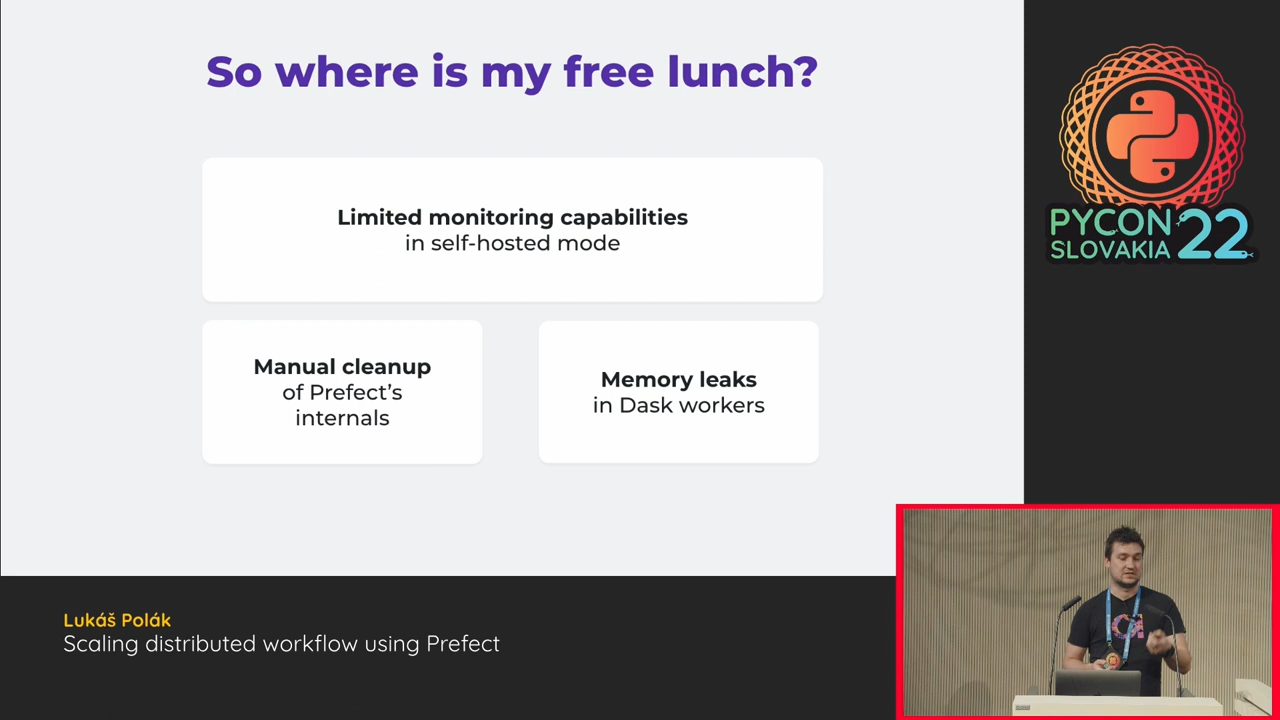 So where is my free lunch?
Limited monitoring capabilities
in self-hosted mode
Manual cleanup
of Prefect’s
internals
Memory leaks
in Dask workers
PYCON
SLOVAKIA
22
Lukáš Polák
Scaling distributed workflow using Prefect